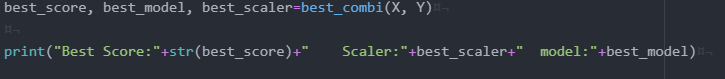 best_score, best_model, best_scaler=best_combi(X, Y)¤¬
¤¬
print("Best Score:"+str(best_score)+"    Scaler:"+best_scaler+"  model:"+best_model)¤¬